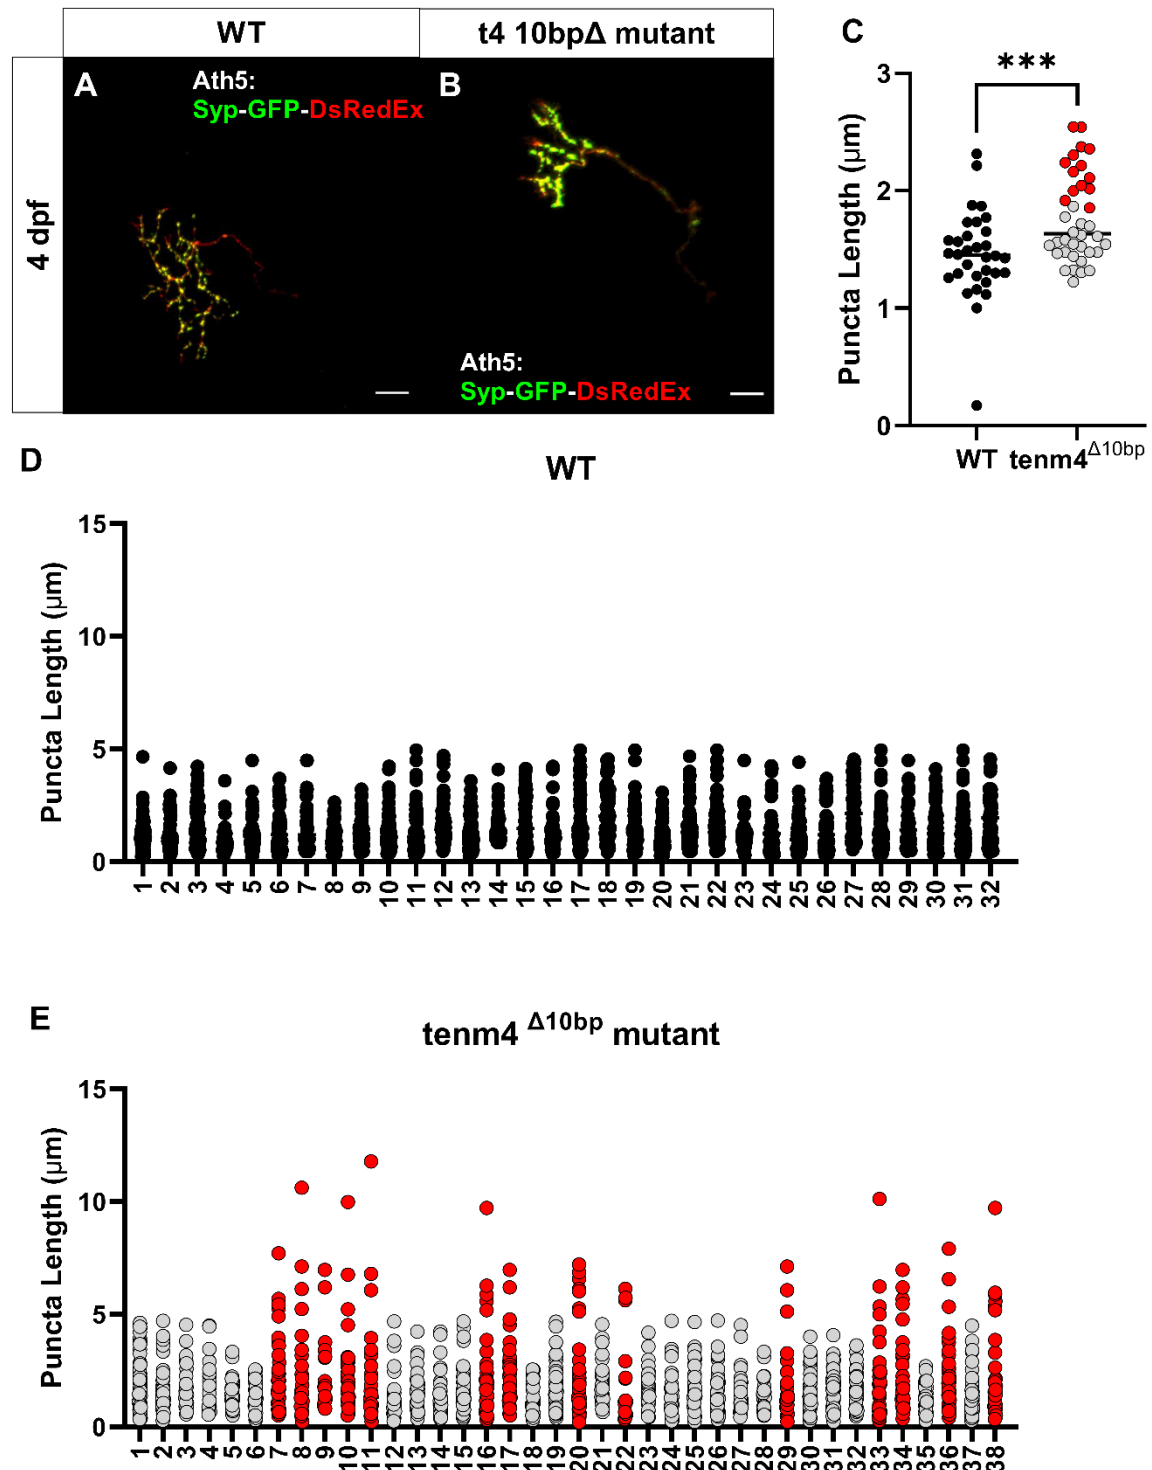 WT
t4 10bpΔ mutant
4 dpf
A
Ath5:
Syp-GFP-DsRedEx
B
Ath5:
Syp-GFP-DsRedEx
C
***
Puncta Length (μm)
3
2
1
0
WT tenm4Δ10bp
D
WT
Puncta Length (μm)
15
10
5
0
1 2 3 4 5 6 7 8 9 10 11 12 13 14 15 16 17 18 19 20 21 22 23 24 25 26 27 28 29 30 31 32
E
tenm4 Δ10bp mutant
Puncta Length (μm)
15
10
5
0
1 2 3 4 5 6 7 8 9 10 11 12 13 14 15 16 17 18 19 20 21 22 23 24 25 26 27 28 29 30 31 32 33 34 35 36 37 38